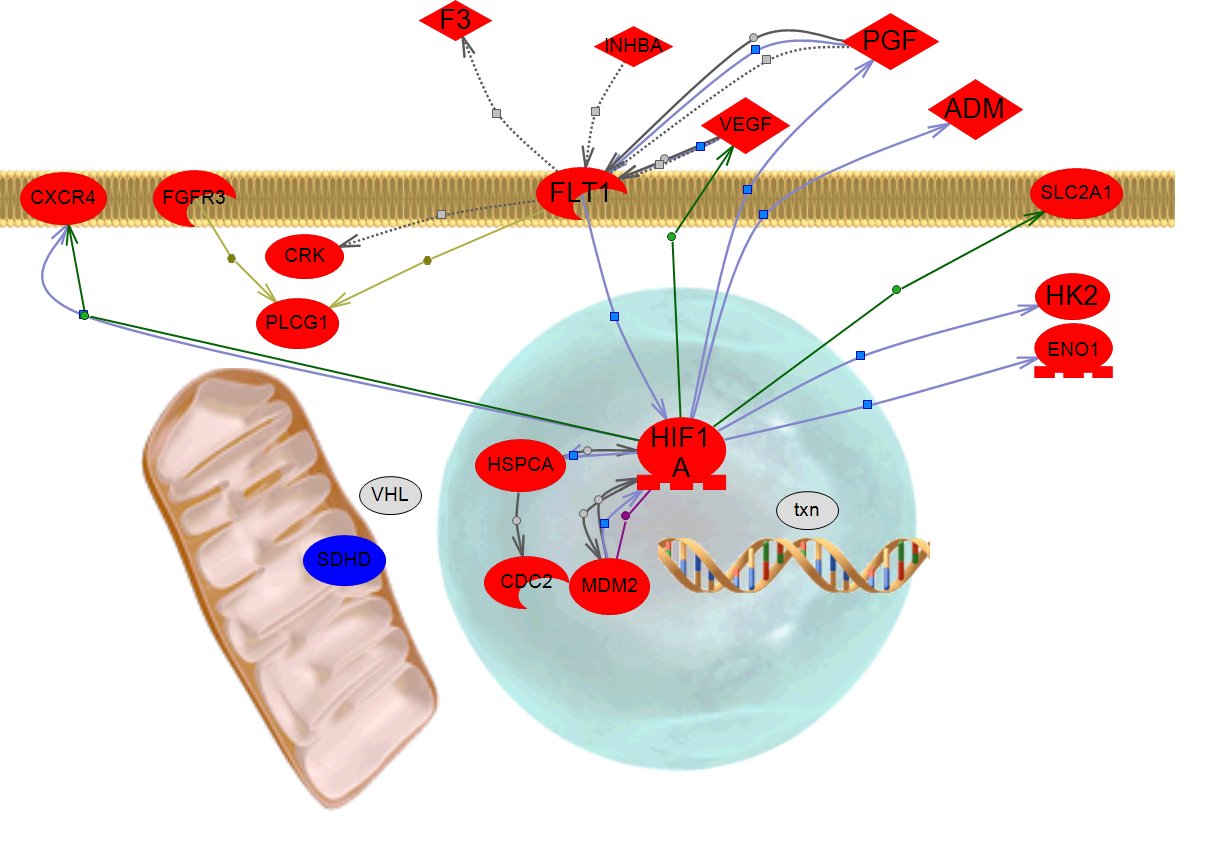 F3
INHBA
PGF
ADM
VEGF
CXCR4
FGFR3
FLT1
SLC2A1
CRK
PLCG1
HK2
ENO1
HIF1
A
HSPCA
VHL
txn
SDHD
CDC2
MDM2